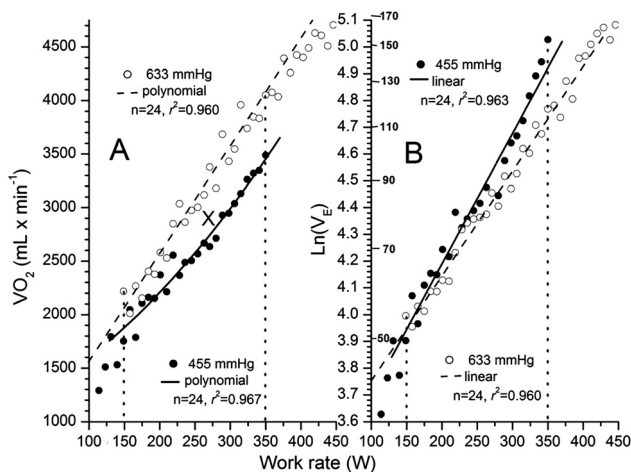 4500
4000
3500
3000
2500
2000
1500
1000
VO2 (mL x min-1)
633 mmHg
polynomial
n=24, r2=0.960
A
X
455 mmHg
polynomial
n=24, r2=0.967
100 150 200 250 300 350 400 450
5.1
5.0
4.9
4.8
4.7
4.6
4.5
4.4
4.3
4.2
4.1
4.0
3.9
3.8
3.7
3.6
Ln(VE)
170
150
130
110
90
70
50
455 mmHg
linear
n=24, r2=0.963
B
633 mmHg
linear
n=24, r2=0.960
100 150 200 250 300 350 400 450
Work rate (W)